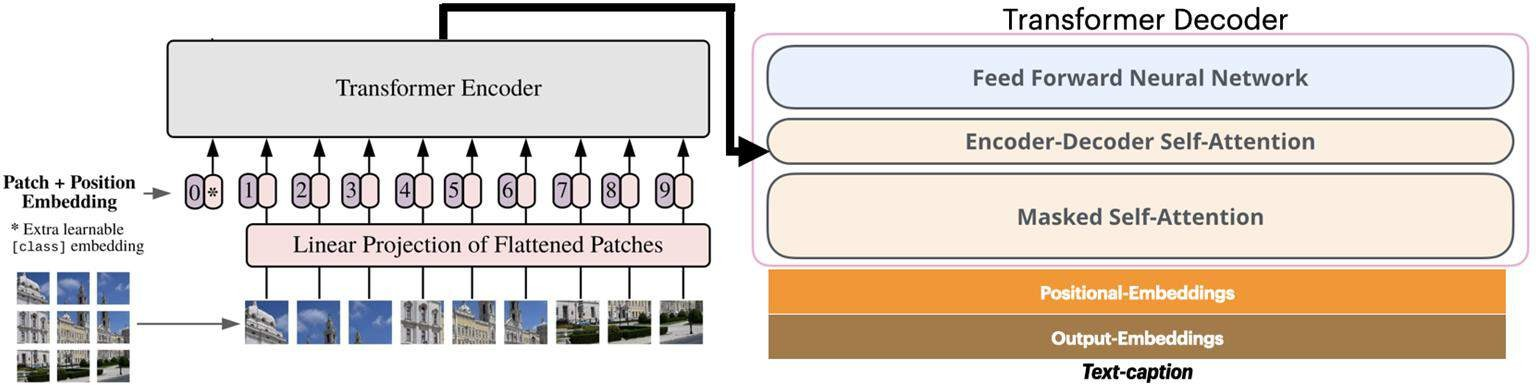 Transformer Decoder
Transformer Encoder
Feed Forward Neural Network
Encoder-Decoder Self-Attention
Masked Self-Attention
Patch + Position
Embedding
0 * 1 2 3 4 5 6 7 8 9
* Extra learnable
[class] embedding
Linear Projection of Flattened Patches
Positional-Embeddings
Output-Embeddings
Text-caption